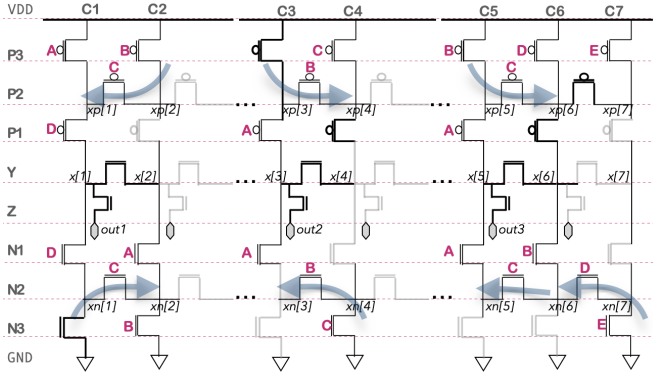 VDD C1 C2 C3 C4 C5 C6 C7
P3 A B C B D E
C B C
P2
xp[1] xp[2] ... xp[3] xp[4] ... xp[5] xp[6] xp[7]
P1 D A A
Y x[1] x[2] ... x[3] x[4] ... x[5] x[6] x[7]
Z
out1 out2 out3
N1 D A A A B
C B C D
N2
xn[1] xn[2] ... xn[3] xn[4] ... xn[5] xn[6] xn[7]
N3 B C E
GND